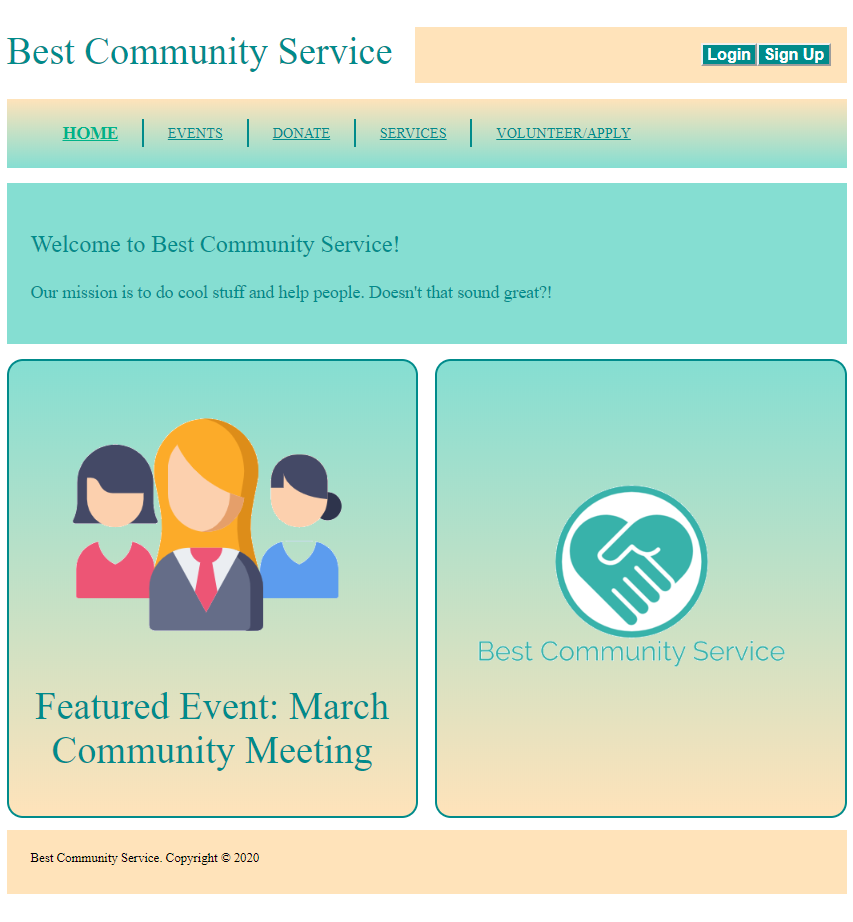 Best Community Service
Login Sign Up
HOME EVENTS DONATE SERVICES VOLUNTEER/APPLY
Welcome to Best Community Service!
Our mission is to do cool stuff and help people. Doesn't that sound great?!
Featured Event: March
Community Meeting
Best Community Service
Best Community Service. Copyright © 2020